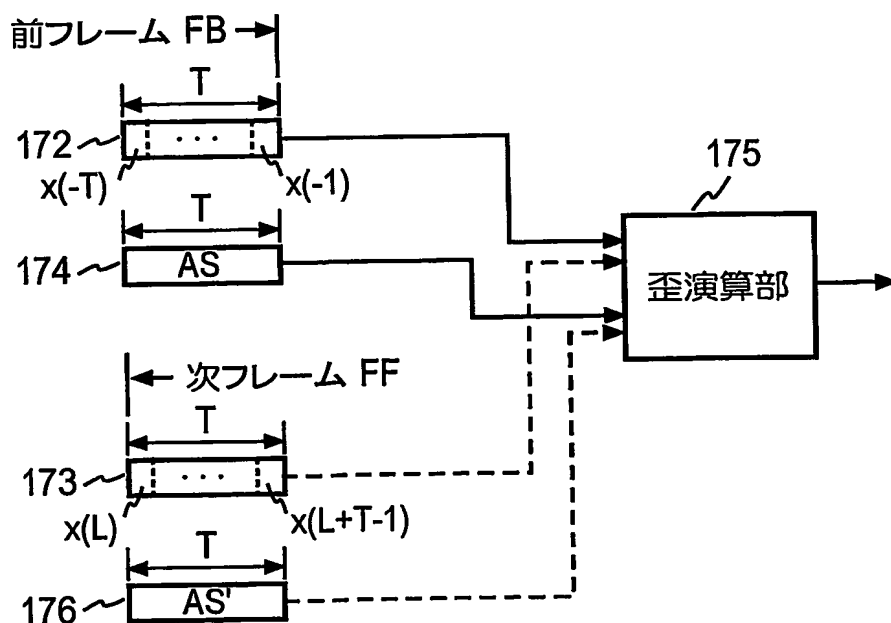 前フレーム FB
T
172
x(-T)
· · ·
x(-1)
T
174
AS
175
歪演算部
次フレーム FF
T
173
x(L)
· · ·
x(L+T-1)
T
176
AS'